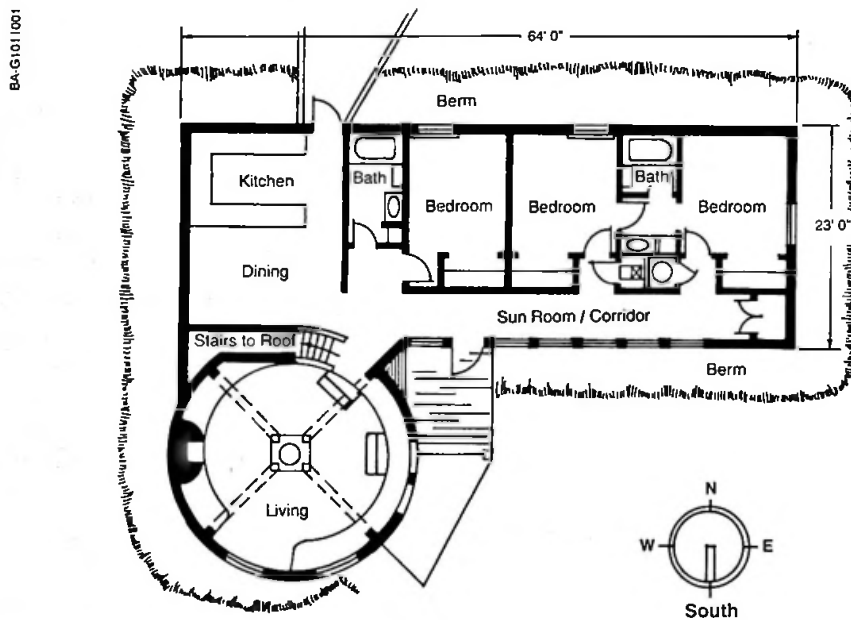 BA-G1011001
64' 0"
Berm
Kitchen
Bath
Bedroom
Bedroom
Bath
Bedroom
23' 0"
Dining
Sun Room / Corridor
Stairs to Roof
Berm
Living
N
W
E
South